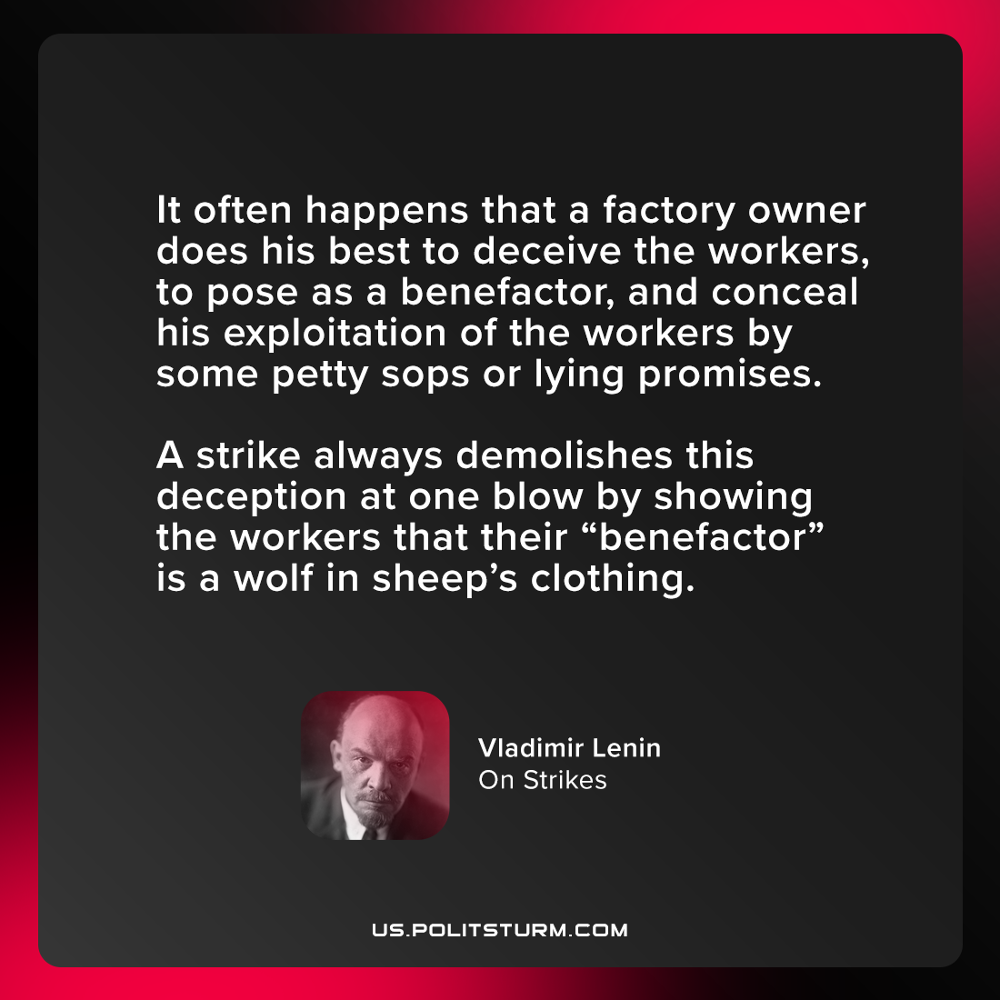 It often happens that a factory owner
does his best to deceive the workers,
to pose as a benefactor, and conceal
his exploitation of the workers by
some petty sops or lying promises.
A strike always demolishes this
deception at one blow by showing
the workers that their “benefactor”
is a wolf in sheep’s clothing.
Vladimir Lenin
On Strikes
US.POLITSTURM.COM